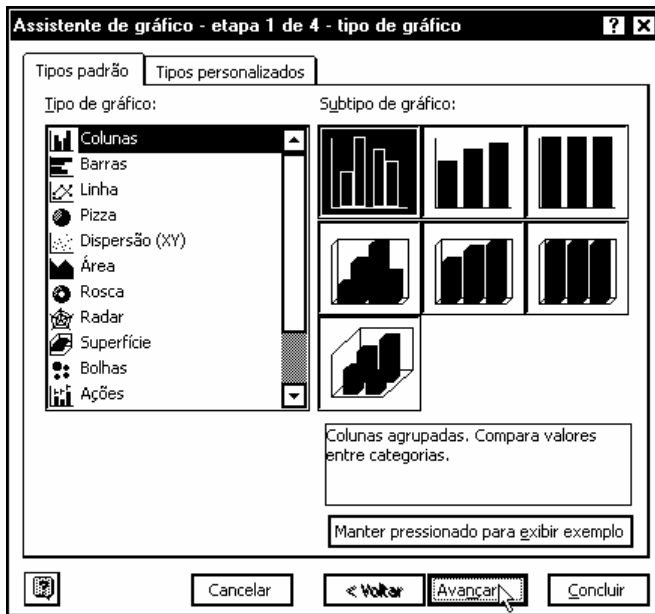 Assistente de gráfico - etapa 1 de 4 - tipo de gráfico
Tipos padrão
Tipos personalizados
Tipo de gráfico:
Subtipo de gráfico:
Colunas
Barras
Linha
Pizza
Dispersão (XY)
Área
Rosca
Radar
Superfície
Bolhas
Ações
Colunas agrupadas. Compara valores
entre categorias.
Manter pressionado para exibir exemplo
Cancelar
< Voltar
Avançar
Concluir